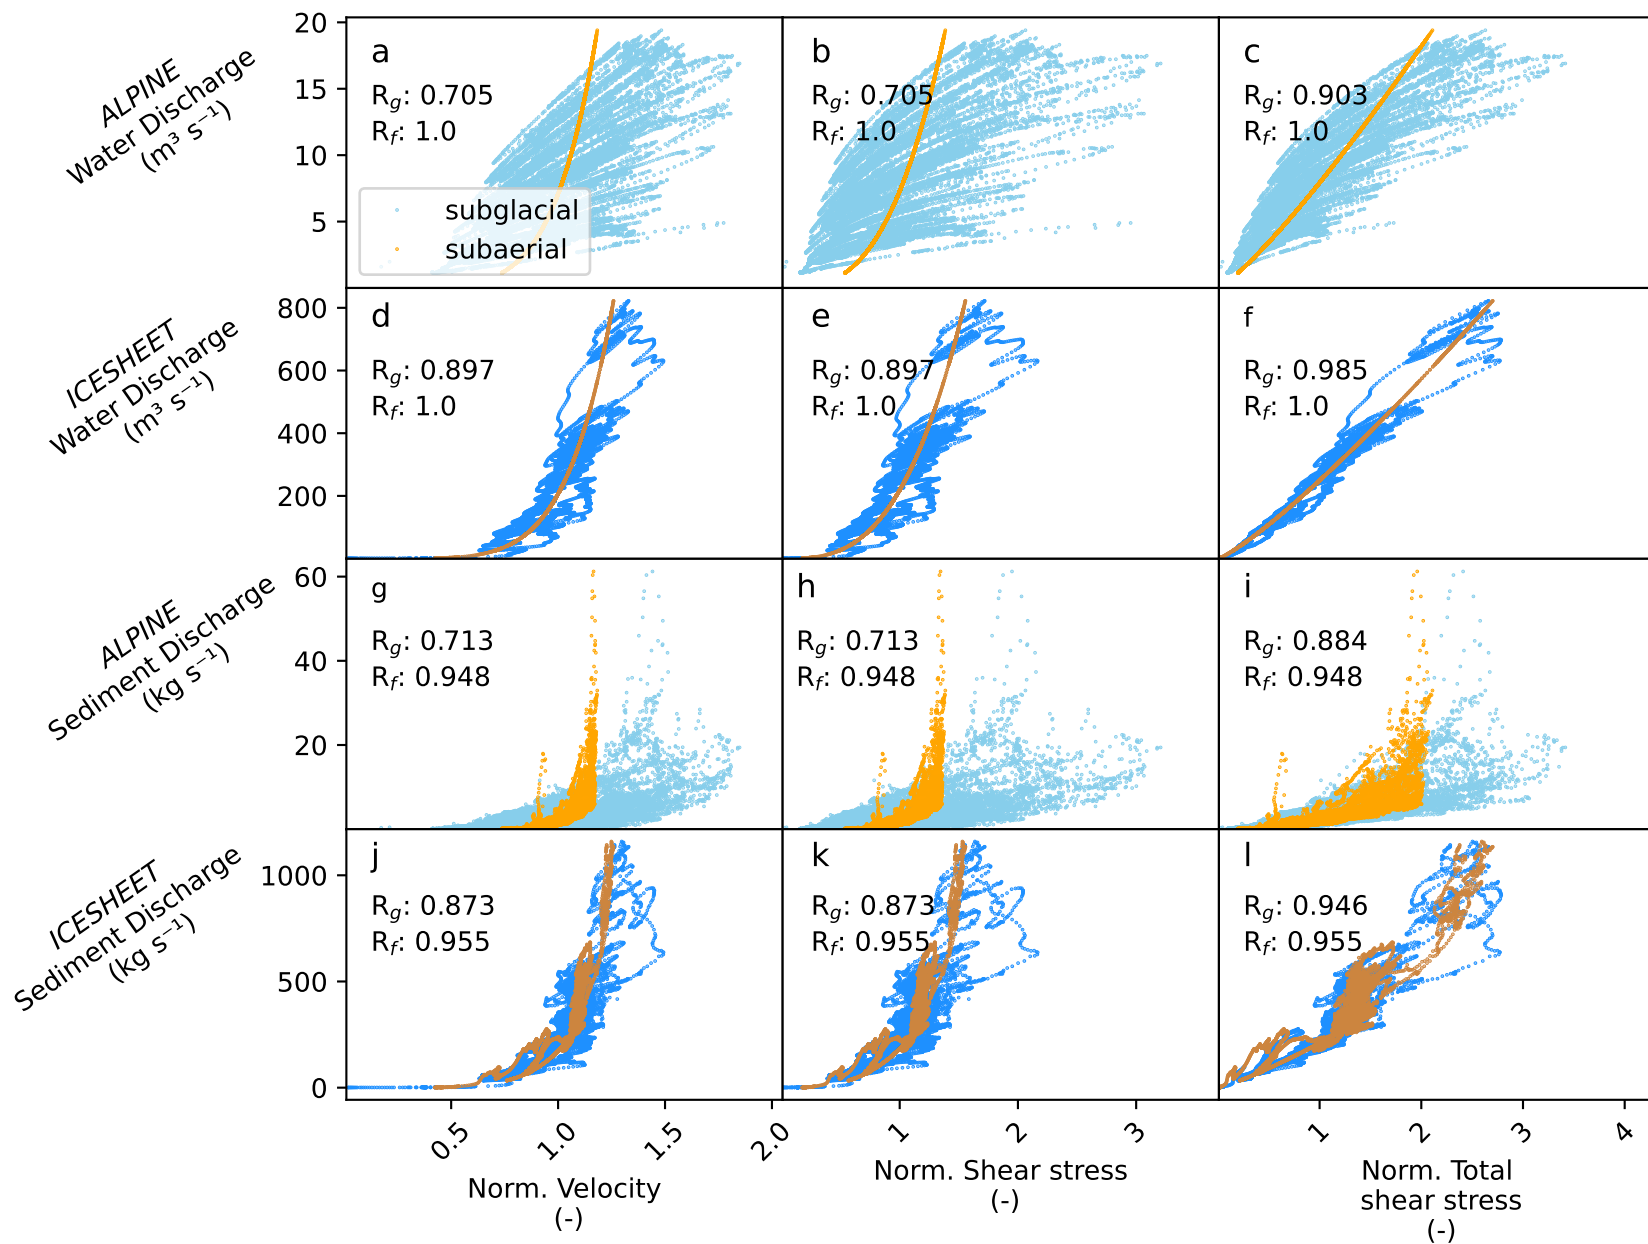 ALPINE
Water Discharge
(m³ s⁻¹)
20
15
10
5
a
R_g: 0.705
R_f: 1.0
subglacial
subaerial
b
R_g: 0.705
R_f: 1.0
c
R_g: 0.903
R_f: 1.0
ICESHEET
Water Discharge
(m³ s⁻¹)
800
600
400
200
d
R_g: 0.897
R_f: 1.0
e
R_g: 0.897
R_f: 1.0
f
R_g: 0.985
R_f: 1.0
ALPINE
Sediment Discharge
(kg s⁻¹)
60
40
20
g
R_g: 0.713
R_f: 0.948
h
R_g: 0.713
R_f: 0.948
i
R_g: 0.884
R_f: 0.948
ICESHEET
Sediment Discharge
(kg s⁻¹)
1000
500
0
j
R_g: 0.873
R_f: 0.955
k
R_g: 0.873
R_f: 0.955
l
R_g: 0.946
R_f: 0.955
0.5 1.0 1.5 2.0
Norm. Velocity
(-)
1 2 3
Norm. Shear stress
(-)
1 2 3 4
Norm. Total
shear stress
(-)